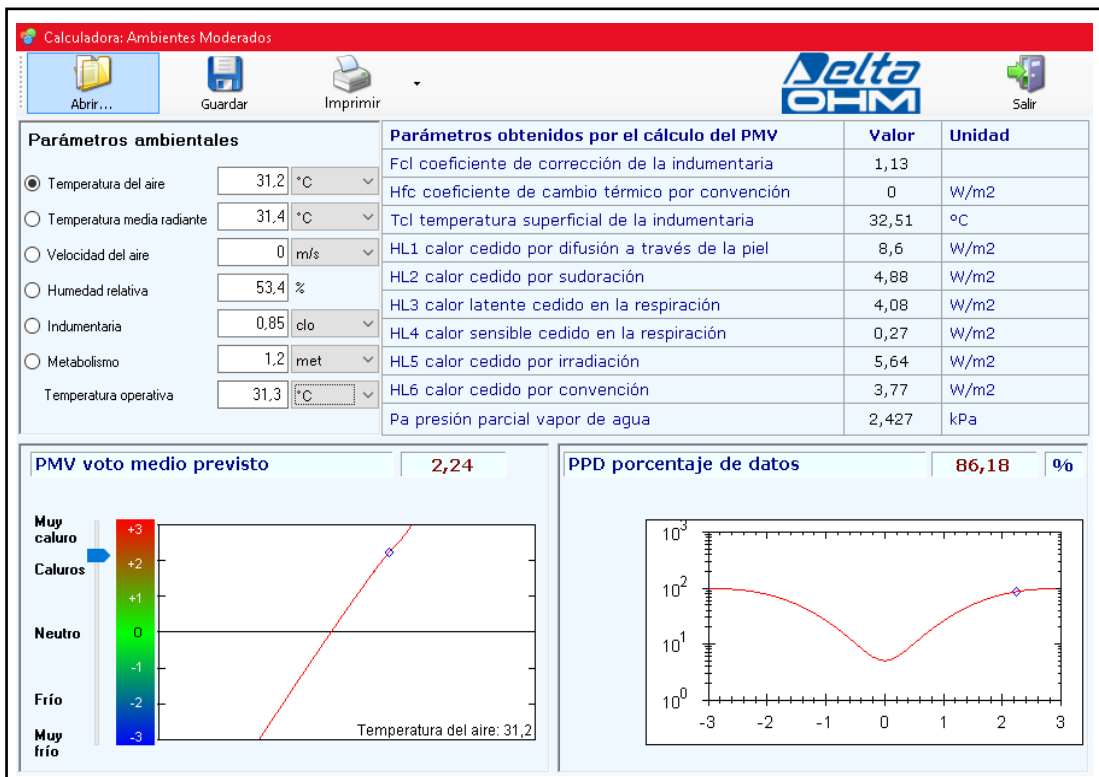 Calculadora: Ambientes Moderados
Abrir... Guardar Imprimir Delta OHM Salir
Parámetros ambientales
Temperatura del aire 31,2 °C
Temperatura media radiante 31,4 °C
Velocidad del aire 0 m/s
Humedad relativa 53,4 %
Indumentaria 0,85 clo
Metabolismo 1,2 met
Temperatura operativa 31,3 °C
Parámetros obtenidos por el cálculo del PMV Valor Unidad
Fcl coeficiente de corrección de la indumentaria 1,13
Hfc coeficiente de cambio térmico por convención 0 W/m2
Tcl temperatura superficial de la indumentaria 32,51 ºC
HL1 calor cedido por difusión a través de la piel 8,6 W/m2
HL2 calor cedido por sudoración 4,88 W/m2
HL3 calor latente cedido en la respiración 4,08 W/m2
HL4 calor sensible cedido en la respiración 0,27 W/m2
HL5 calor cedido por irradiación 5,64 W/m2
HL6 calor cedido por convención 3,77 W/m2
Pa presión parcial vapor de agua 2,427 kPa
PMV voto medio previsto 2,24
Muy
caluro
Caluros
Neutro
Frío
Muy
frío
+3
+2
+1
0
-1
-2
-3
Temperatura del aire: 31,2
PPD porcentaje de datos 86,18 %
10³
10²
10¹
10⁰
-3 -2 -1 0 1 2 3